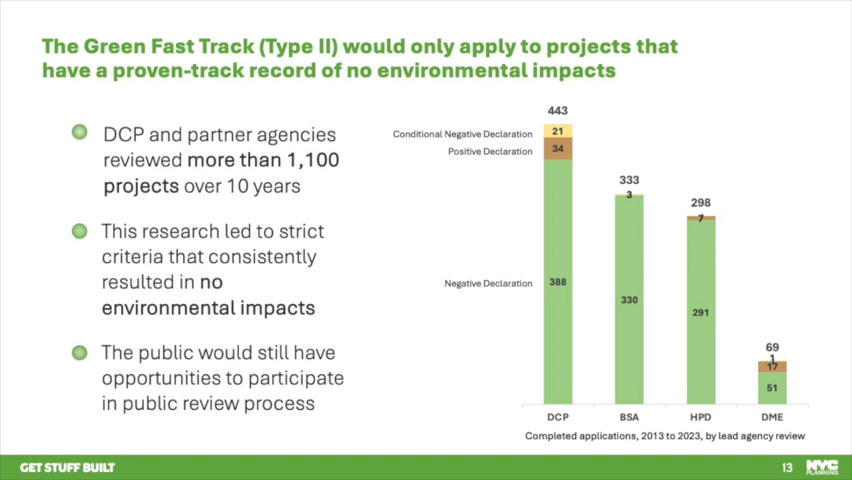 The Green Fast Track (Type II) would only apply to projects that
have a proven-track record of no environmental impacts
DCP and partner agencies
reviewed more than 1,100
projects over 10 years
This research led to strict
criteria that consistently
resulted in no
environmental impacts
The public would still have
opportunities to participate
in public review process
443
Conditional Negative Declaration 21
Positive Declaration 34
Negative Declaration 388
333
3
330
298
7
291
69
1
17
51
DCP BSA HPD DME
Completed applications, 2013 to 2023, by lead agency review
GET STUFF BUILT
13
NYC
PLANNING